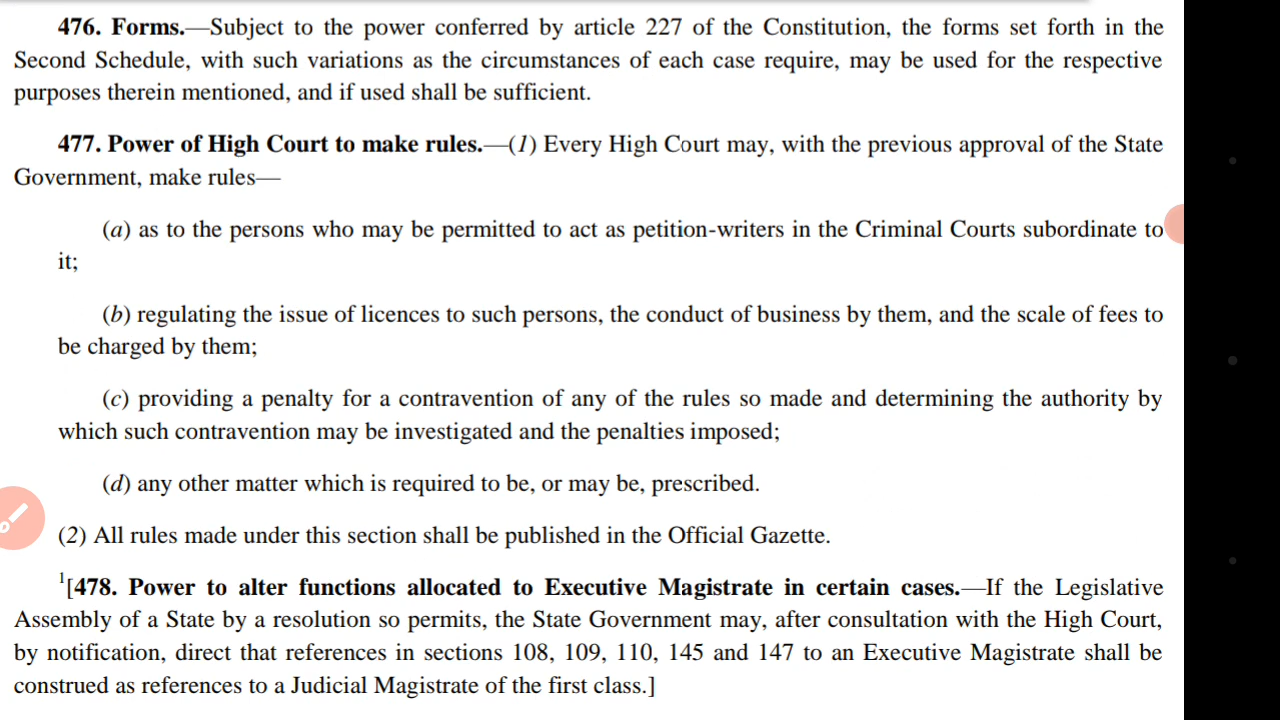 476. Forms.—Subject to the power conferred by article 227 of the Constitution, the forms set forth in the
Second Schedule, with such variations as the circumstances of each case require, may be used for the respective
purposes therein mentioned, and if used shall be sufficient.
477. Power of High Court to make rules.—(1) Every High Court may, with the previous approval of the State
Government, make rules—
(a) as to the persons who may be permitted to act as petition-writers in the Criminal Courts subordinate to
it;
(b) regulating the issue of licences to such persons, the conduct of business by them, and the scale of fees to
be charged by them;
(c) providing a penalty for a contravention of any of the rules so made and determining the authority by
which such contravention may be investigated and the penalties imposed;
(d) any other matter which is required to be, or may be, prescribed.
(2) All rules made under this section shall be published in the Official Gazette.
1[478. Power to alter functions allocated to Executive Magistrate in certain cases.—If the Legislative
Assembly of a State by a resolution so permits, the State Government may, after consultation with the High Court,
by notification, direct that references in sections 108, 109, 110, 145 and 147 to an Executive Magistrate shall be
construed as references to a Judicial Magistrate of the first class.]